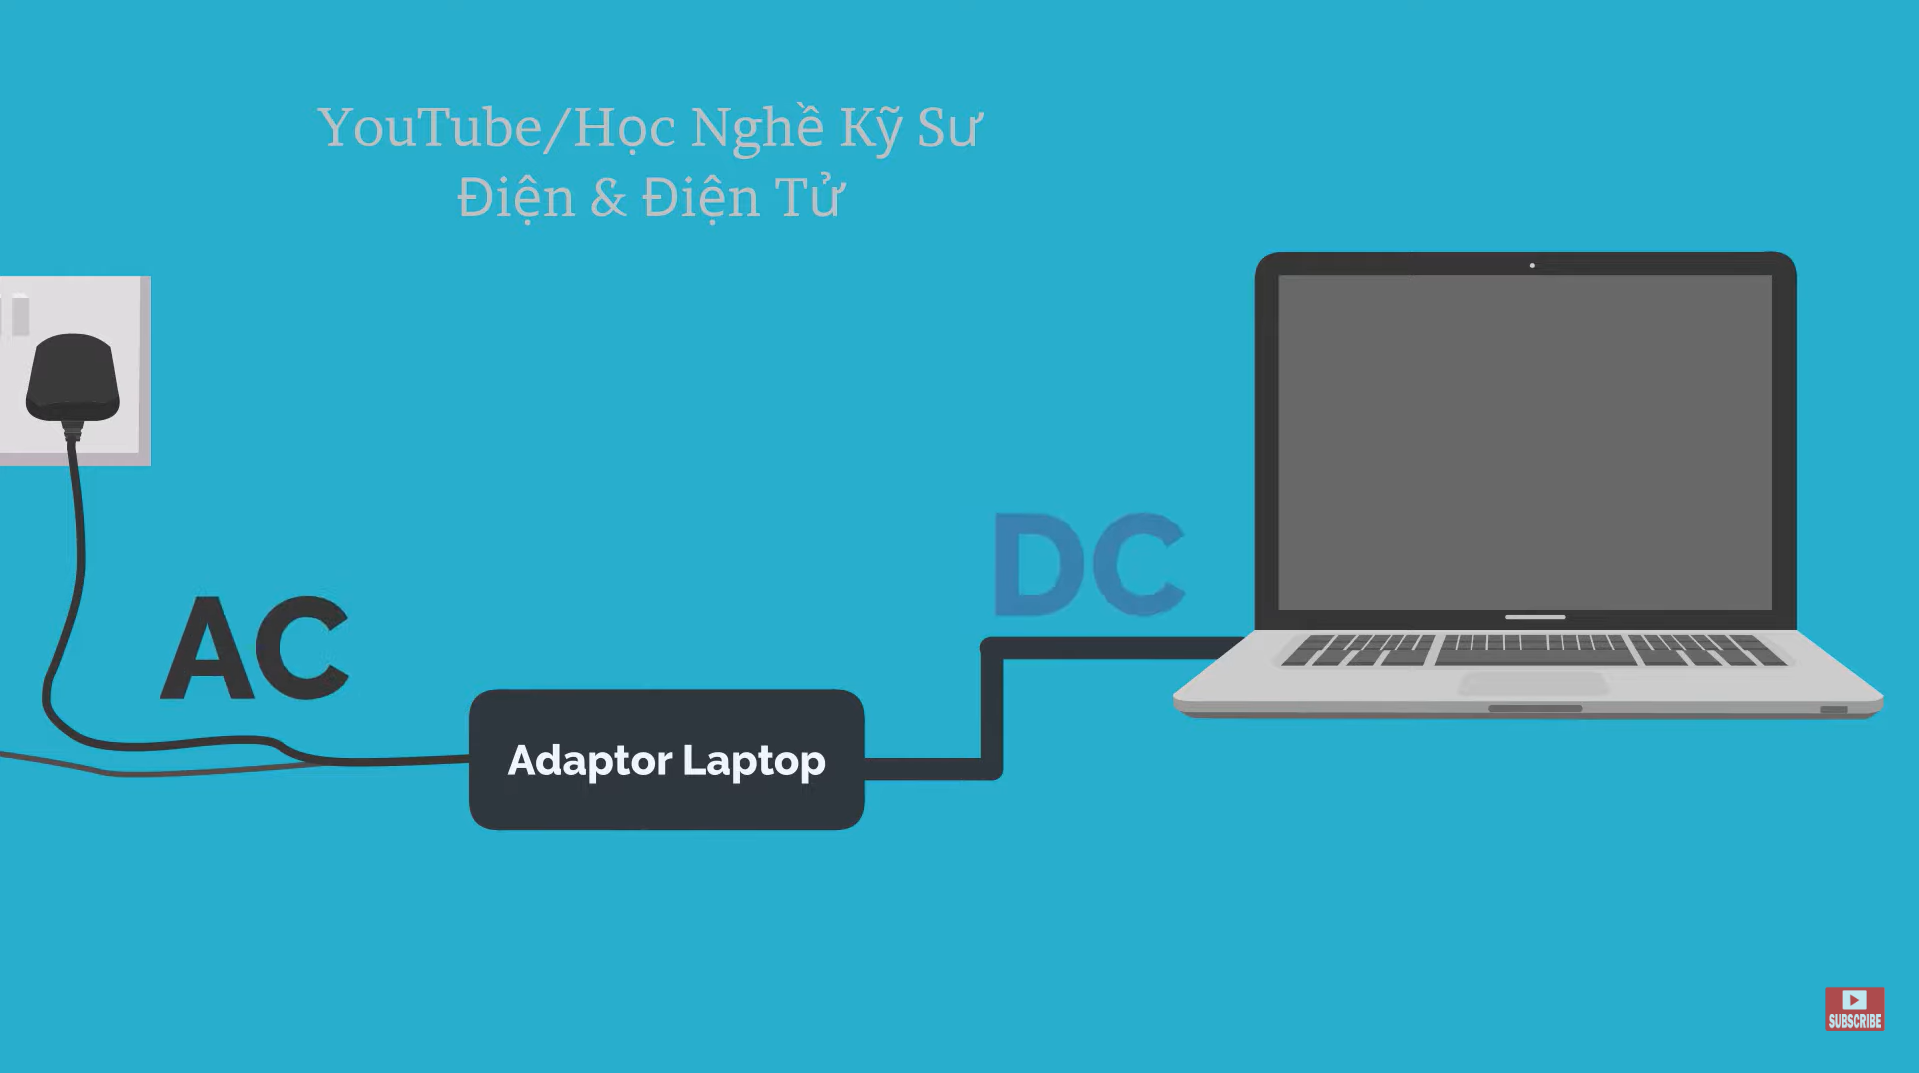 YouTube/Học Nghề Kỹ Sư
Điện & Điện Tử
DC
AC
Adaptor Laptop
SUBSCRIBE